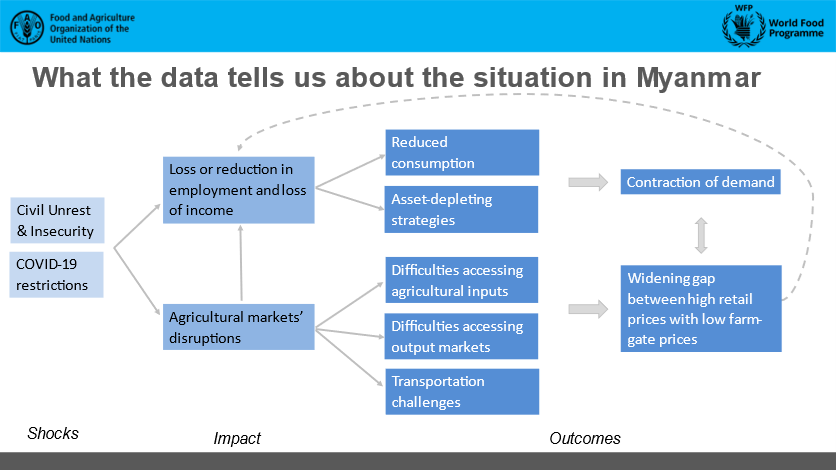 Food and Agriculture
Organization of the
United Nations
F A O
WFP
World Food
Programme
What the data tells us about the situation in Myanmar
Civil Unrest
& Insecurity
COVID-19
restrictions
Loss or reduction in
employment and loss
of income
Agricultural markets’
disruptions
Reduced
consumption
Asset-depleting
strategies
Difficulties accessing
agricultural inputs
Difficulties accessing
output markets
Transportation
challenges
Contraction of demand
Widening gap
between high retail
prices with low farm-
gate prices
Shocks
Impact
Outcomes